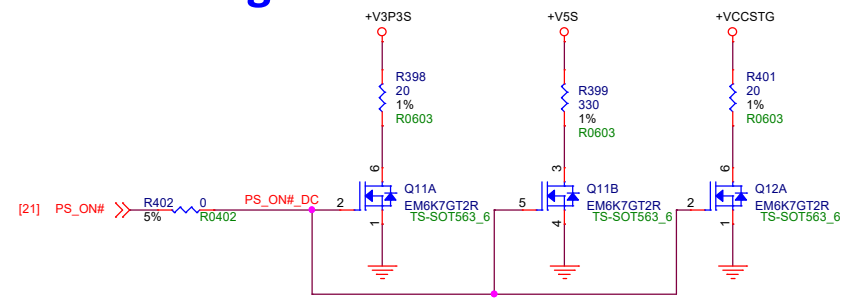 g
+V3P3S
+V5S
+VCCSTG
R398
20
1%
R0603
R399
330
1%
R0603
R401
20
1%
R0603
6
3
6
[21] PS_ON#
R402 0
5% R0402
PS_ON#_DC
2
Q11A
EM6K7GT2R
TS-SOT563_6
5
Q11B
EM6K7GT2R
TS-SOT563_6
2
Q12A
EM6K7GT2R
TS-SOT563_6
1
4
1